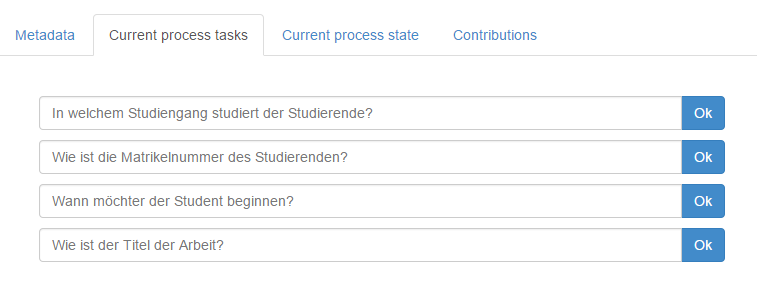 Metadata Current process tasks Current process state Contributions
In welchem Studiengang studiert der Studierende? Ok
Wie ist die Matrikelnummer des Studierenden? Ok
Wann möchter der Student beginnen? Ok
Wie ist der Titel der Arbeit? Ok